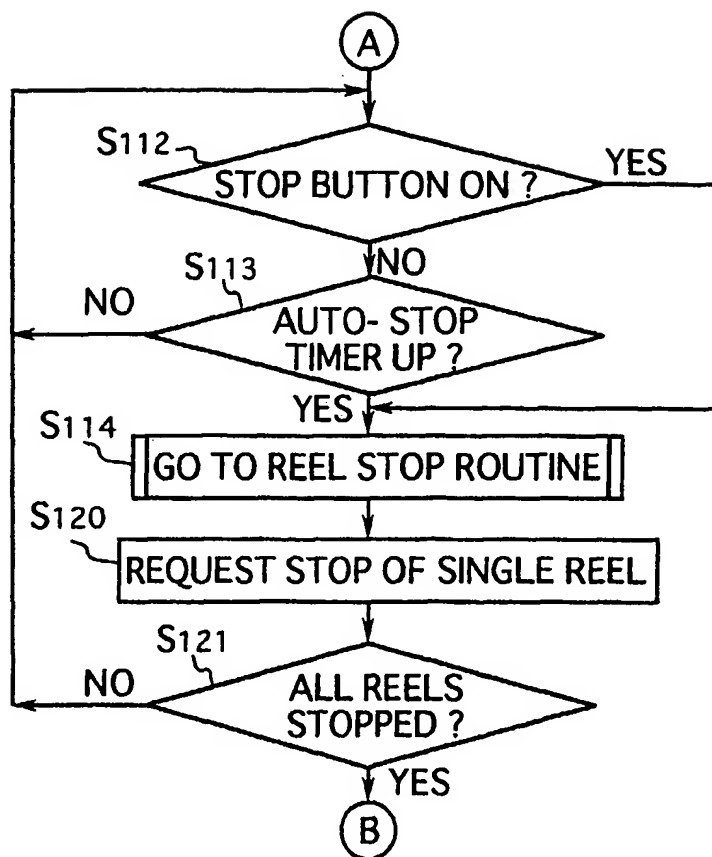 A
S112
STOP BUTTON ON ?
YES
NO
S113
NO
AUTO- STOP
TIMER UP ?
YES
S114
GO TO REEL STOP ROUTINE
S120
REQUEST STOP OF SINGLE REEL
S121
NO
ALL REELS
STOPPED ?
YES
B